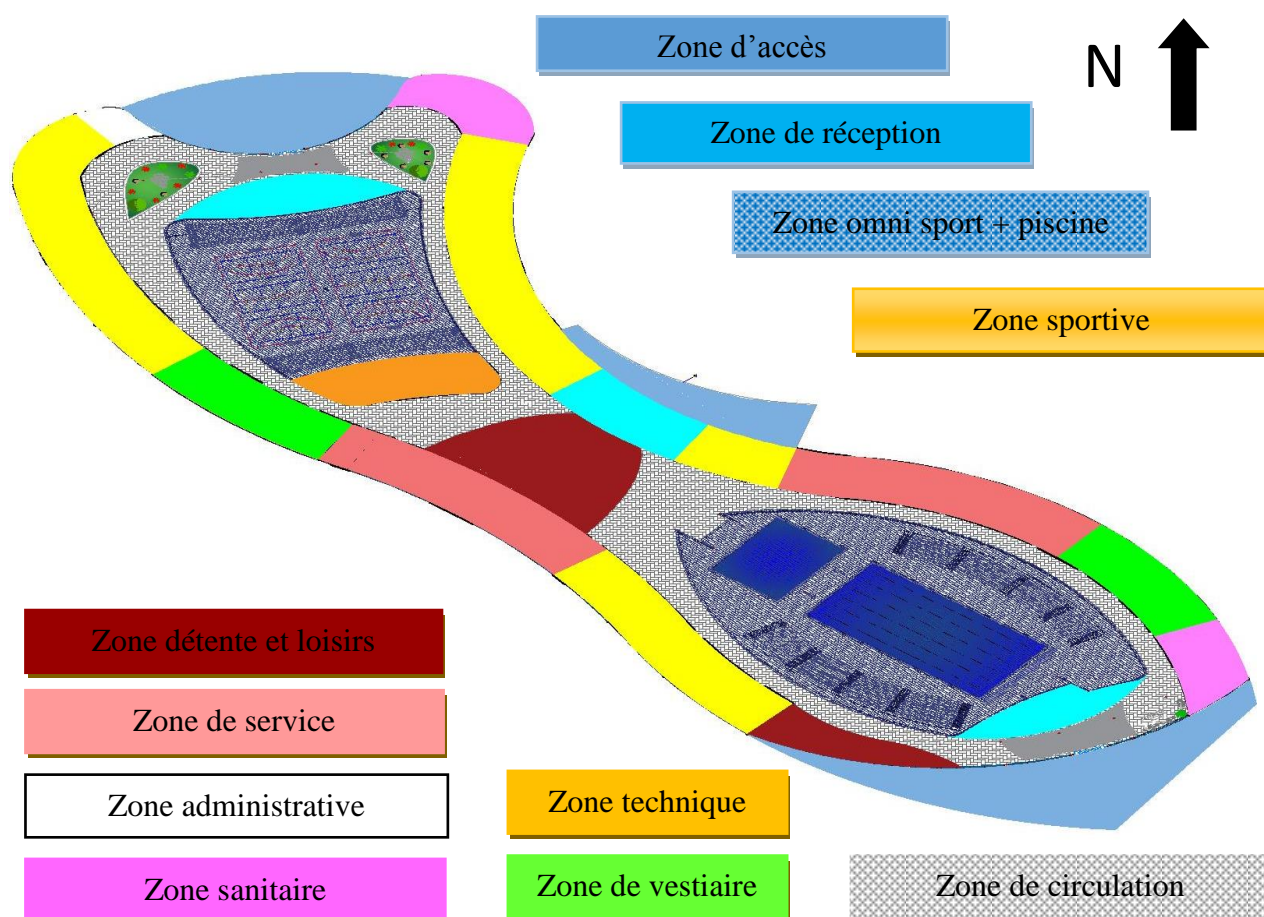 Zone d’accès
N
Zone de réception
Zone omni sport + piscine
Zone sportive
Zone détente et loisirs
Zone de service
Zone administrative
Zone technique
Zone sanitaire
Zone de vestiaire
Zone de circulation